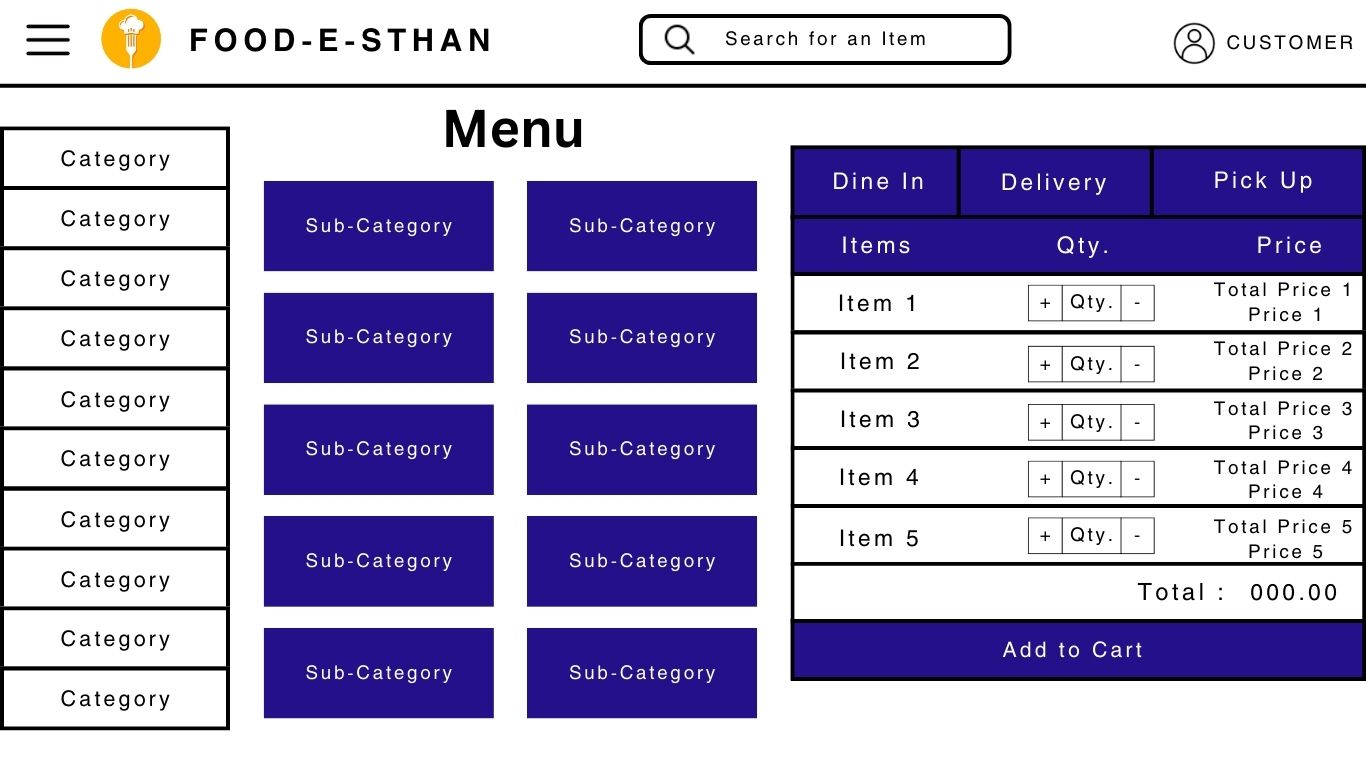 FOOD-E-STHAN
Search for an Item
CUSTOMER
Menu
Category
Category
Category
Category
Category
Category
Category
Category
Category
Category
Sub-Category Sub-Category
Sub-Category Sub-Category
Sub-Category Sub-Category
Sub-Category Sub-Category
Sub-Category Sub-Category
Dine In Delivery Pick Up
Items Qty. Price
Item 1 + Qty. - Total Price 1
Price 1
Item 2 + Qty. - Total Price 2
Price 2
Item 3 + Qty. - Total Price 3
Price 3
Item 4 + Qty. - Total Price 4
Price 4
Item 5 + Qty. - Total Price 5
Price 5
Total : 000.00
Add to Cart